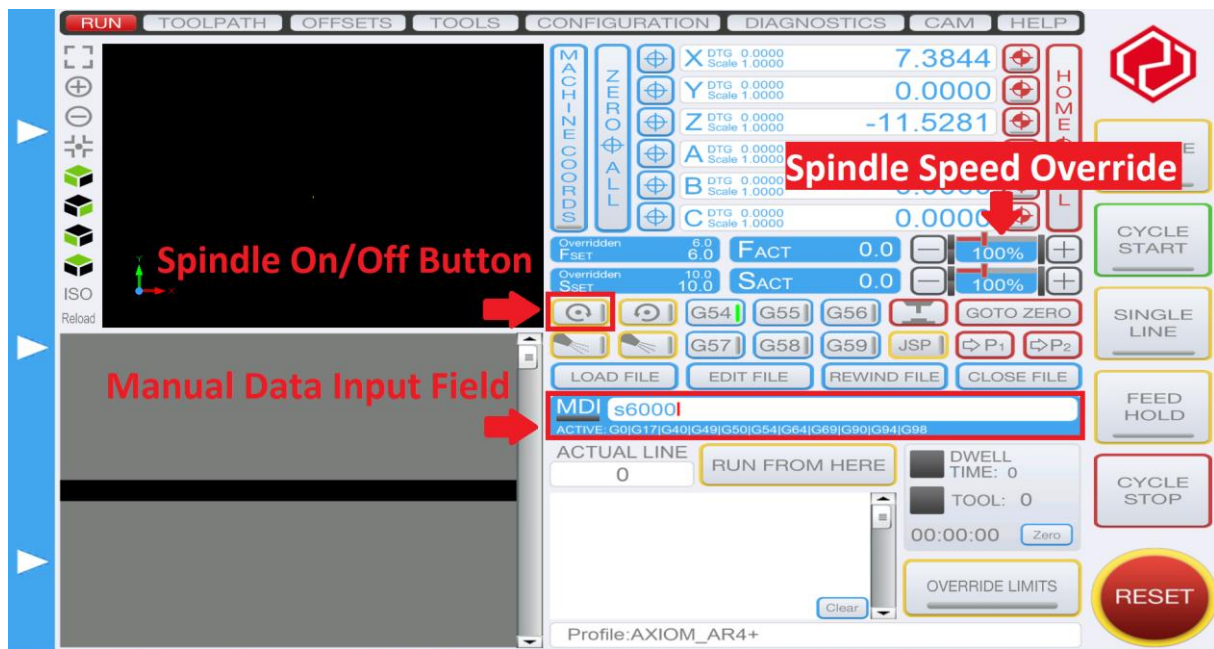 RUN TOOLPATH OFFSETS TOOLS CONFIGURATION DIAGNOSTICS CAM HELP
ISO
Reload
MACHINE COORDS
ZERO ALL
X DTG 0.0000 Scale 1.0000 7.3844
Y DTG 0.0000 Scale 1.0000 0.0000
Z DTG 0.0000 Scale 1.0000 -11.5281
A DTG 0.0000 Scale 1.0000
B DTG 0.0000 Scale 1.0000
C DTG 0.0000 Scale 1.0000 0.0000
HOME
Spindle Speed Override
Spindle On/Off Button
Manual Data Input Field
Overridden 6.0
FSET 6.0 FACT 0.0 100%
Overridden 10.0
SSET 10.0 SACT 0.0 100%
G54 G55 G56 GOTO ZERO
G57 G58 G59 JSP P1 P2
LOAD FILE EDIT FILE REWIND FILE CLOSE FILE
MDI s6000
ACTIVE: G0|G17|G40|G49|G50|G54|G64|G69|G90|G94|G98
ACTUAL LINE
0
RUN FROM HERE
DWELL
TIME: 0
TOOL: 0
00:00:00 Zero
Clear
OVERRIDE LIMITS
Profile:AXIOM_AR4+
CYCLE
START
SINGLE
LINE
FEED
HOLD
CYCLE
STOP
RESET